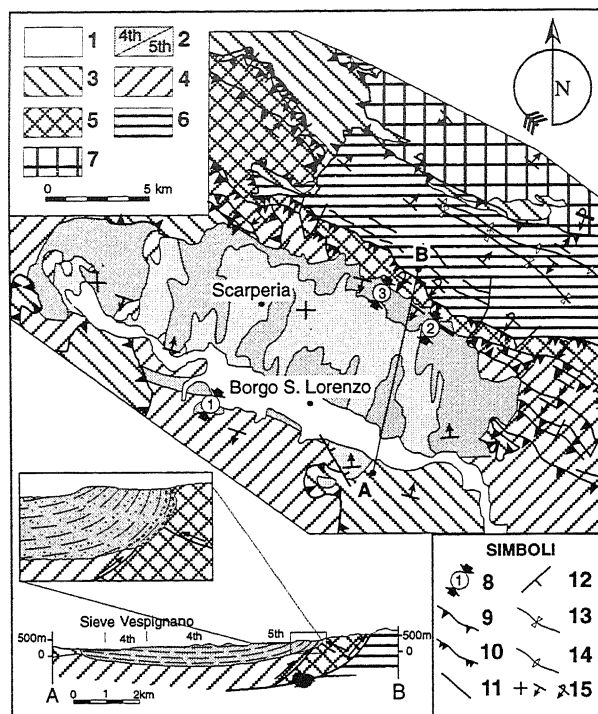 1 4th 5th 2
3 4
5 6
7
0 5 km
N
B
3
Scarperia
2
Borgo S. Lorenzo
1
A
SIMBOLI
1 8 12
9 13
10 14
11 15
Sieve Vespignano
4th 4th 5th
500m 500m
0 0
A 0 1 2km B